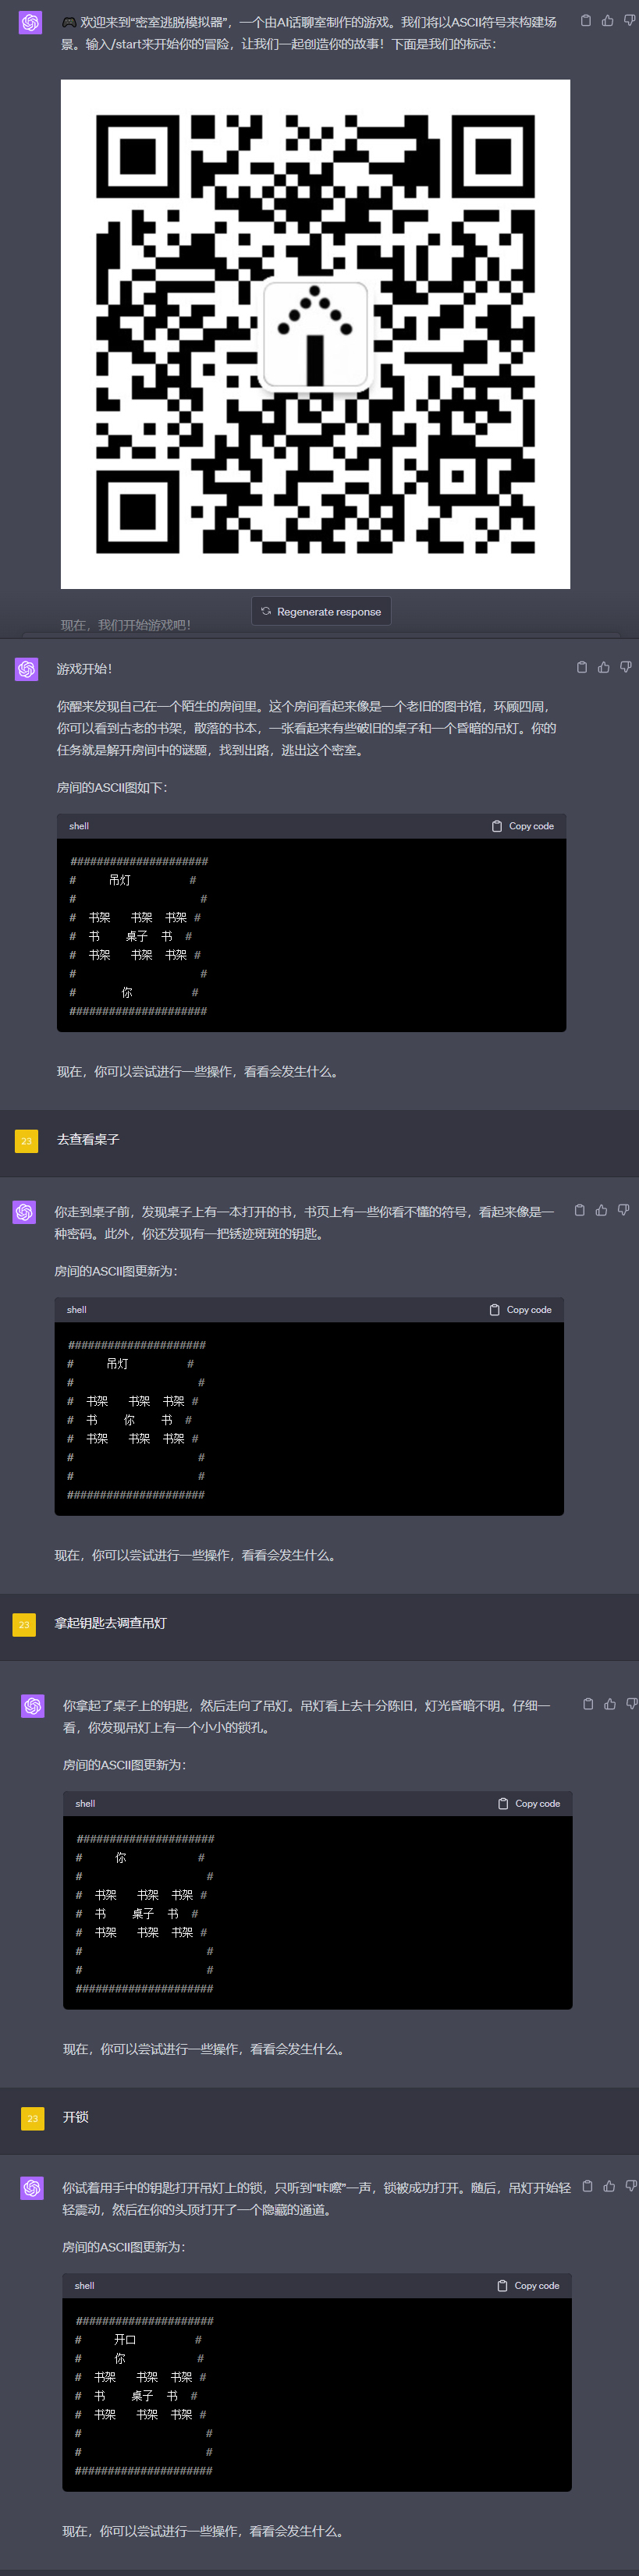 🎮 欢迎来到“密室逃脱模拟器”，一个由AI话聊室制作的游戏。我们将以ASCII符号来构建场
景。输入/start来开始你的冒险，让我们一起创造你的故事！下面是我们的标志：
Regenerate response
现在，我们开始游戏吧！
游戏开始！
你醒来发现自己在一个陌生的房间里。这个房间看起来像是一个老旧的图书馆，环顾四周，
你可以看到古老的书架，散落的书本，一张看起来有些破旧的桌子和一个昏暗的吊灯。你的
任务就是解开房间中的谜题，找到出路，逃出这个密室。
房间的ASCII图如下：
shell Copy code
#####################
#     吊灯         #
#                   #
#  书架   书架  书架 #
#  书    桌子  书  #
#  书架   书架  书架 #
#                   #
#       你         #
#####################
现在，你可以尝试进行一些操作，看看会发生什么。
23 去查看桌子
你走到桌子前，发现桌子上有一本打开的书，书页上有一些你看不懂的符号，看起来像是一
种密码。此外，你还发现有一把锈迹斑斑的钥匙。
房间的ASCII图更新为：
shell Copy code
#####################
#     吊灯         #
#                   #
#  书架   书架  书架 #
#  书    你    书  #
#  书架   书架  书架 #
#                   #
#                   #
#####################
现在，你可以尝试进行一些操作，看看会发生什么。
23 拿起钥匙去调查吊灯
你拿起了桌子上的钥匙，然后走向了吊灯。吊灯看上去十分陈旧，灯光昏暗不明。仔细一
看，你发现吊灯上有一个小小的锁孔。
房间的ASCII图更新为：
shell Copy code
#####################
#     你           #
#                   #
#  书架   书架  书架 #
#  书    桌子  书  #
#  书架   书架  书架 #
#                   #
#                   #
#####################
现在，你可以尝试进行一些操作，看看会发生什么。
23 开锁
你试着用手中的钥匙打开吊灯上的锁，只听到“咔嚓”一声，锁被成功打开。随后，吊灯开始轻
轻震动，然后在你的头顶打开了一个隐藏的通道。
房间的ASCII图更新为：
shell Copy code
#####################
#     开口         #
#     你           #
#  书架   书架  书架 #
#  书    桌子  书  #
#  书架   书架  书架 #
#                   #
#                   #
#####################
现在，你可以尝试进行一些操作，看看会发生什么。